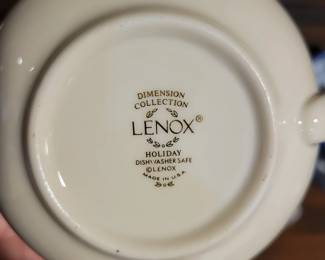 DIMENSION
COLLECTION
LENOX®
HOLIDAY
DISHWASHER SAFE
©LENOX
MADE IN U.S.A.